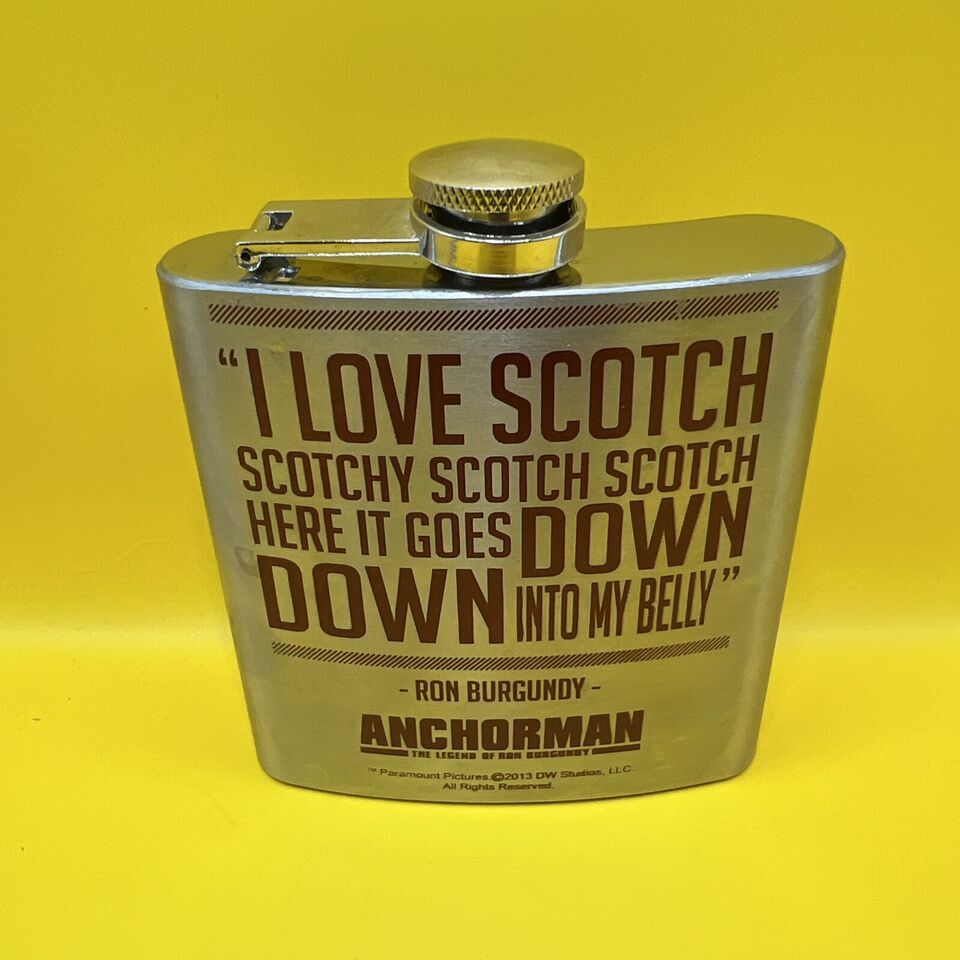 “I LOVE SCOTCH
SCOTCHY SCOTCH SCOTCH
HERE IT GOES DOWN
DOWN INTO MY BELLY”
- RON BURGUNDY -
ANCHORMAN
THE LEGEND OF RON BURGUNDY
™ Paramount Pictures.©2013 DW Studios, LLC.
All Rights Reserved.